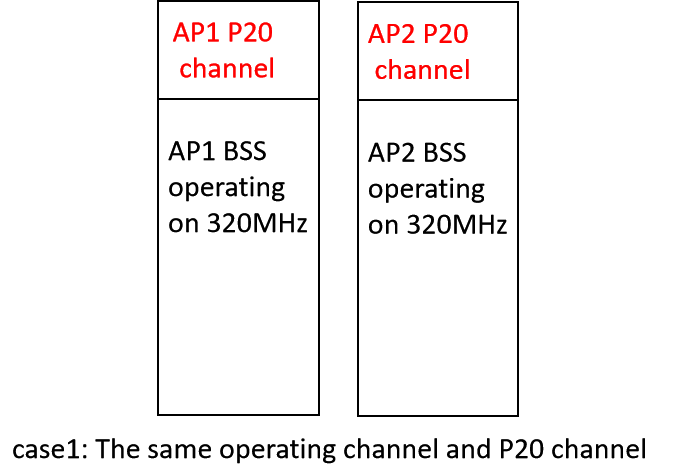 AP1 P20
channel
AP2 P20
channel
AP1 BSS
operating
on 320MHz
AP2 BSS
operating
on 320MHz
case1: The same operating channel and P20 channel